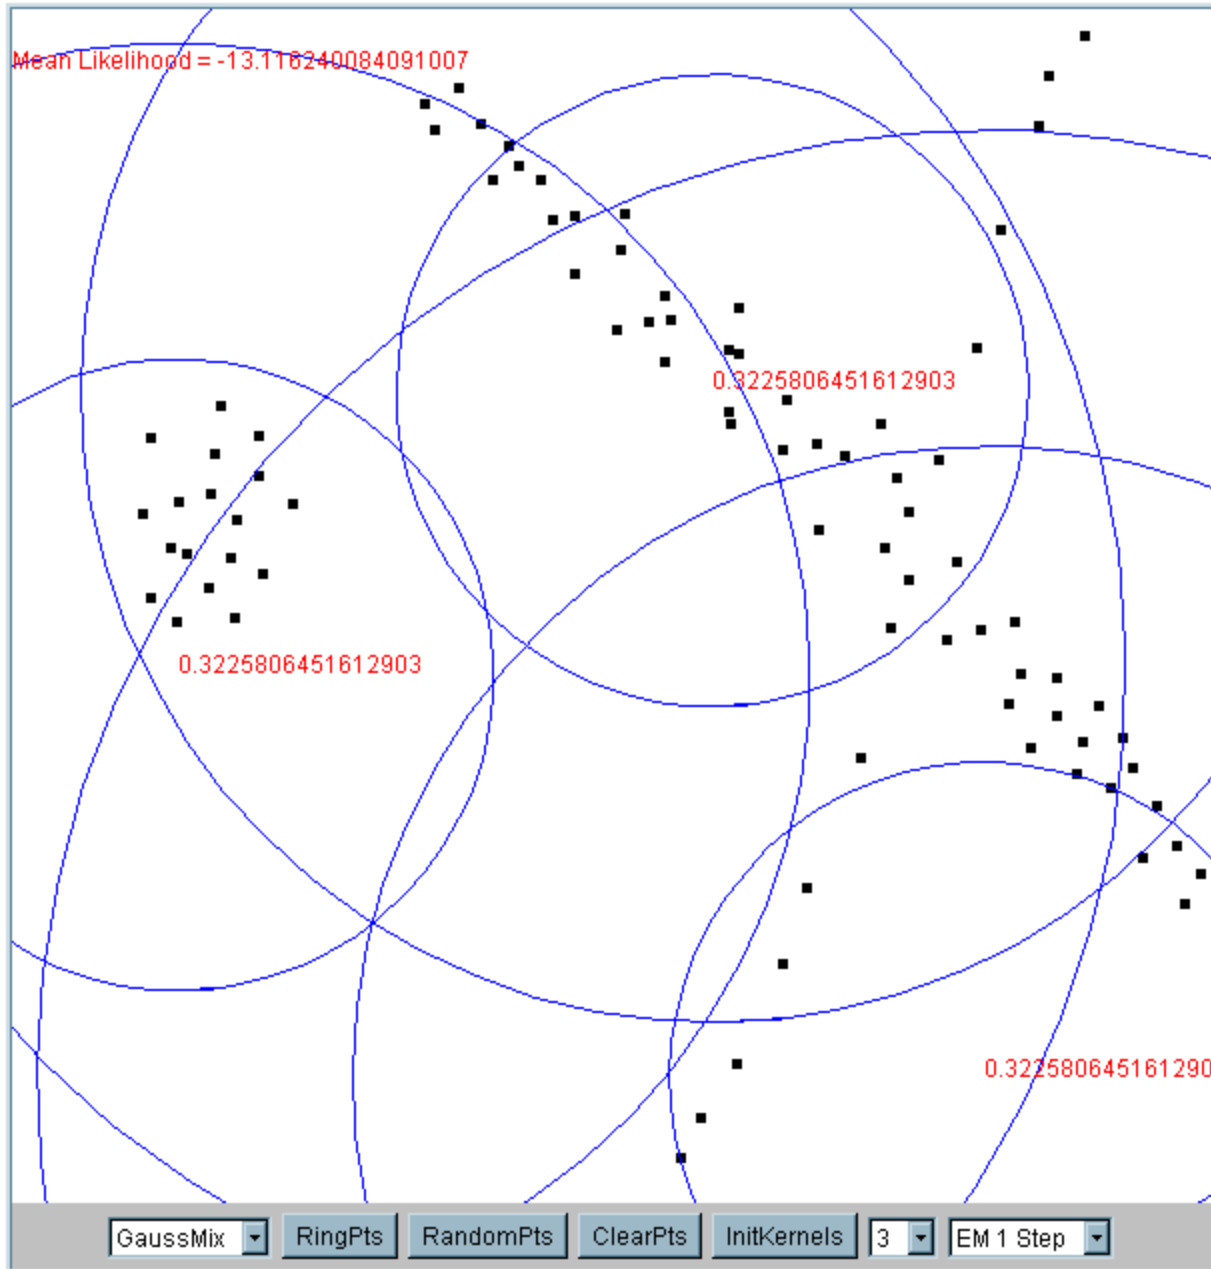 Mean Likelihood = -13.116240084091007
0.3225806451612903
0.3225806451612903
0.322580645161290
GaussMix RingPts RandomPts ClearPts InitKernels 3 EM 1 Step